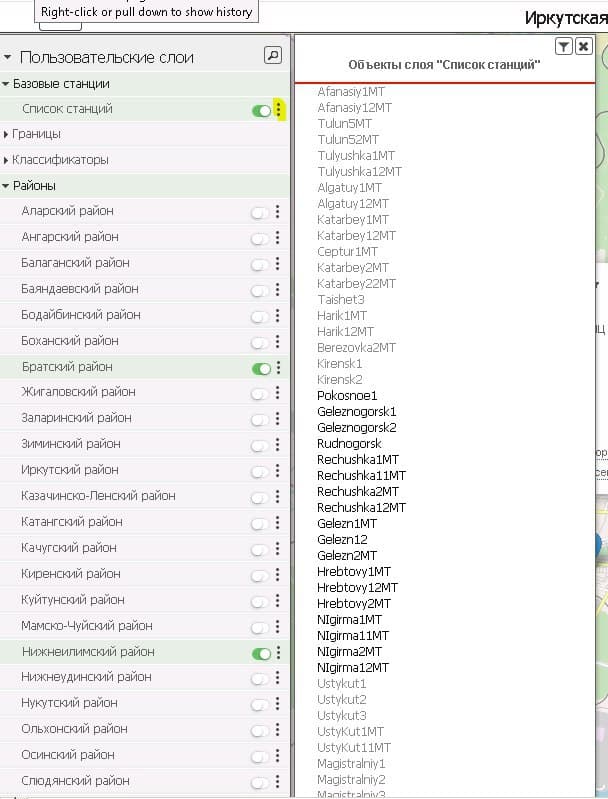 Right-click or pull down to show history
Иркутская
Пользовательские слои
Базовые станции
Список станций
Границы
Классификаторы
Районы
Аларский район
Ангарский район
Балаганский район
Баяндаевский район
Бодайбинский район
Боханский район
Братский район
Жигаловский район
Заларинский район
Зиминский район
Иркутский район
Казачинско-Ленский район
Катангский район
Качугский район
Киренский район
Куйтунский район
Мамско-Чуйский район
Нижнеилимский район
Нижнеудинский район
Нукутский район
Ольхонский район
Осинский район
Слюдянский район
Объекты слоя "Список станций"
Afanasiy1MT
Afanasiy12MT
Tulun5MT
Tulun52MT
Tulyushka1MT
Tulyushka12MT
Algatuy1MT
Algatuy12MT
Katarbey1MT
Katarbey12MT
Ceptur1MT
Katarbey2MT
Katarbey22MT
Taishet3
Harik1MT
Harik12MT
Berezovka2MT
Kirensk1
Kirensk2
Pokosnoe1
Geleznogorsk1
Geleznogorsk2
Rudnogorsk
Rechushka1MT
Rechushka11MT
Rechushka2MT
Rechushka12MT
Gelezn1MT
Gelezn12
Gelezn2MT
Hrebtovy1MT
Hrebtovy12MT
Hrebtovy2MT
NIgirma1MT
NIgirma11MT
NIgirma2MT
NIgirma12MT
Ustykut1
Ustykut2
Ustykut3
UstyKut1MT
UstyKut11MT
Magistralniy1
Magistralniy2
Magistralniy3